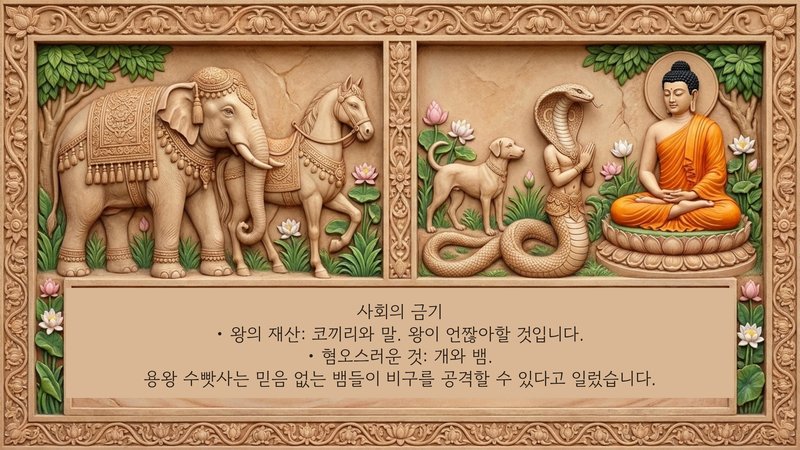 사회의 금기
• 왕의 재산: 코끼리와 말. 왕이 언짢아할 것입니다.
• 혐오스러운 것: 개와 뱀.
용왕 수빳사는 믿음 없는 뱀들이 비구를 공격할 수 있다고 일렀습니다.